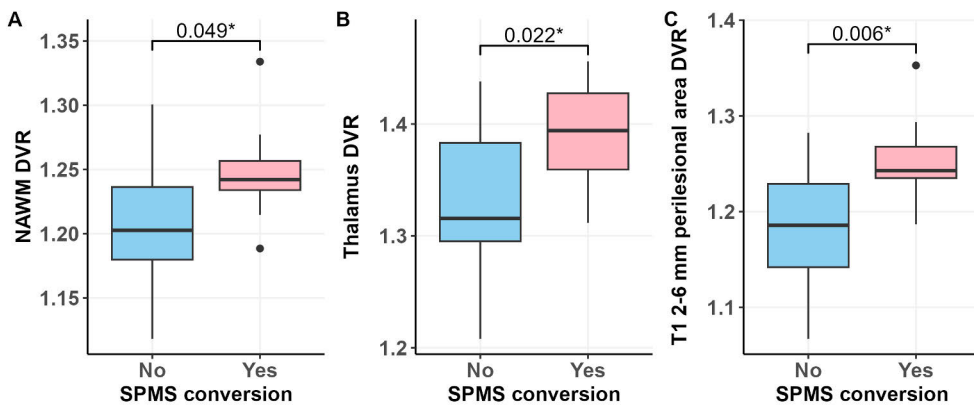 A
NAWM DVR
0.049*
1.35
1.30
1.25
1.20
1.15
No Yes
SPMS conversion
B
Thalamus DVR
0.022*
1.4
1.3
1.2
No Yes
SPMS conversion
C
T1 2-6 mm perilesional area DVR
0.006*
1.4
1.3
1.2
1.1
No Yes
SPMS conversion